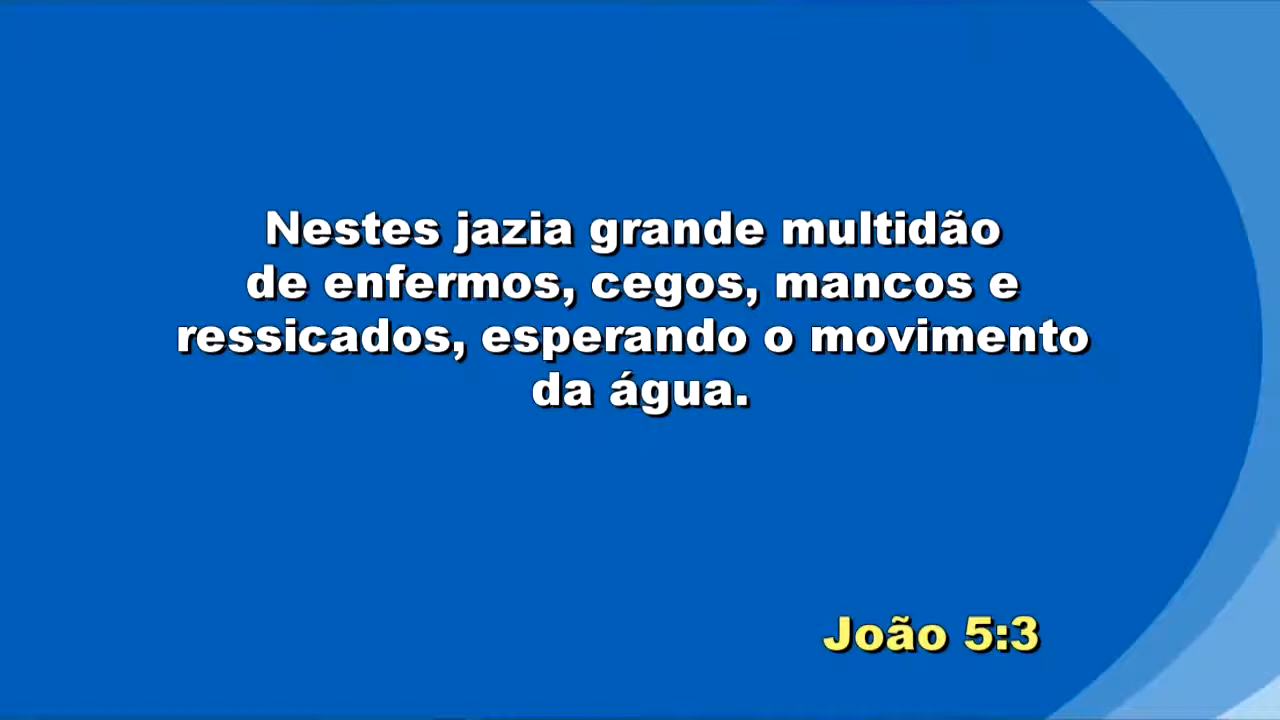 Nestes jazia grande multidão
de enfermos, cegos, mancos e
ressicados, esperando o movimento
da água.
João 5:3